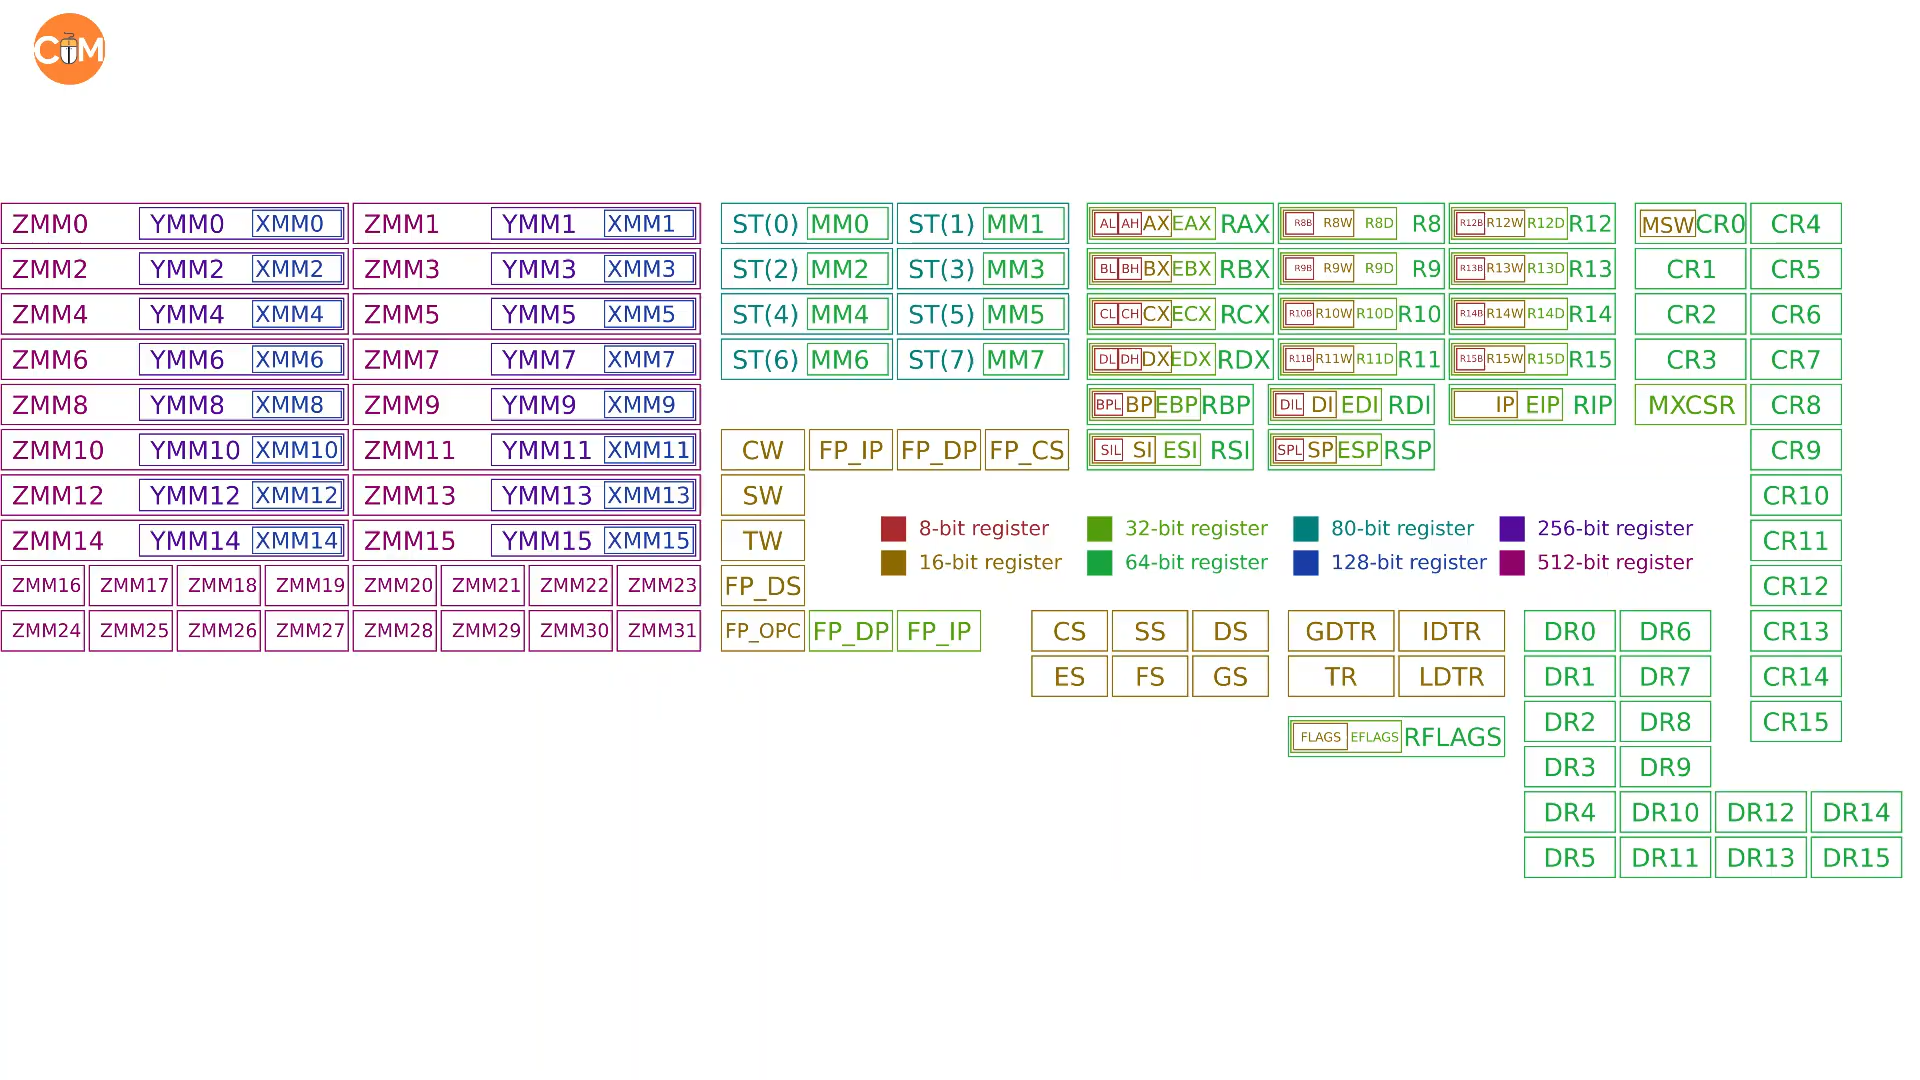 C M
ZMM0 YMM0 XMM0 ZMM1 YMM1 XMM1 ST(0) MM0 ST(1) MM1 AL AH AX EAX RAX R8B R8W R8D R8 R12B R12W R12D R12 MSW CR0 CR4
ZMM2 YMM2 XMM2 ZMM3 YMM3 XMM3 ST(2) MM2 ST(3) MM3 BL BH BX EBX RBX R9B R9W R9D R9 R13B R13W R13D R13 CR1 CR5
ZMM4 YMM4 XMM4 ZMM5 YMM5 XMM5 ST(4) MM4 ST(5) MM5 CL CH CX ECX RCX R10B R10W R10D R10 R14B R14W R14D R14 CR2 CR6
ZMM6 YMM6 XMM6 ZMM7 YMM7 XMM7 ST(6) MM6 ST(7) MM7 DL DH DX EDX RDX R11B R11W R11D R11 R15B R15W R15D R15 CR3 CR7
ZMM8 YMM8 XMM8 ZMM9 YMM9 XMM9 BPL BP EBP RBP DIL DI EDI RDI IP EIP RIP MXCSR CR8
ZMM10 YMM10 XMM10 ZMM11 YMM11 XMM11 CW FP_IP FP_DP FP_CS SIL SI ESI RSI SPL SP ESP RSP CR9
ZMM12 YMM12 XMM12 ZMM13 YMM13 XMM13 SW CR10
8-bit register 32-bit register 80-bit register 256-bit register
ZMM14 YMM14 XMM14 ZMM15 YMM15 XMM15 TW CR11
16-bit register 64-bit register 128-bit register 512-bit register
ZMM16 ZMM17 ZMM18 ZMM19 ZMM20 ZMM21 ZMM22 ZMM23 FP_DS CR12
ZMM24 ZMM25 ZMM26 ZMM27 ZMM28 ZMM29 ZMM30 ZMM31 FP_OPC FP_DP FP_IP CS SS DS GDTR IDTR DR0 DR6 CR13
ES FS GS TR LDTR DR1 DR7 CR14
DR2 DR8 CR15
FLAGS EFLAGS RFLAGS
DR3 DR9
DR4 DR10 DR12 DR14
DR5 DR11 DR13 DR15